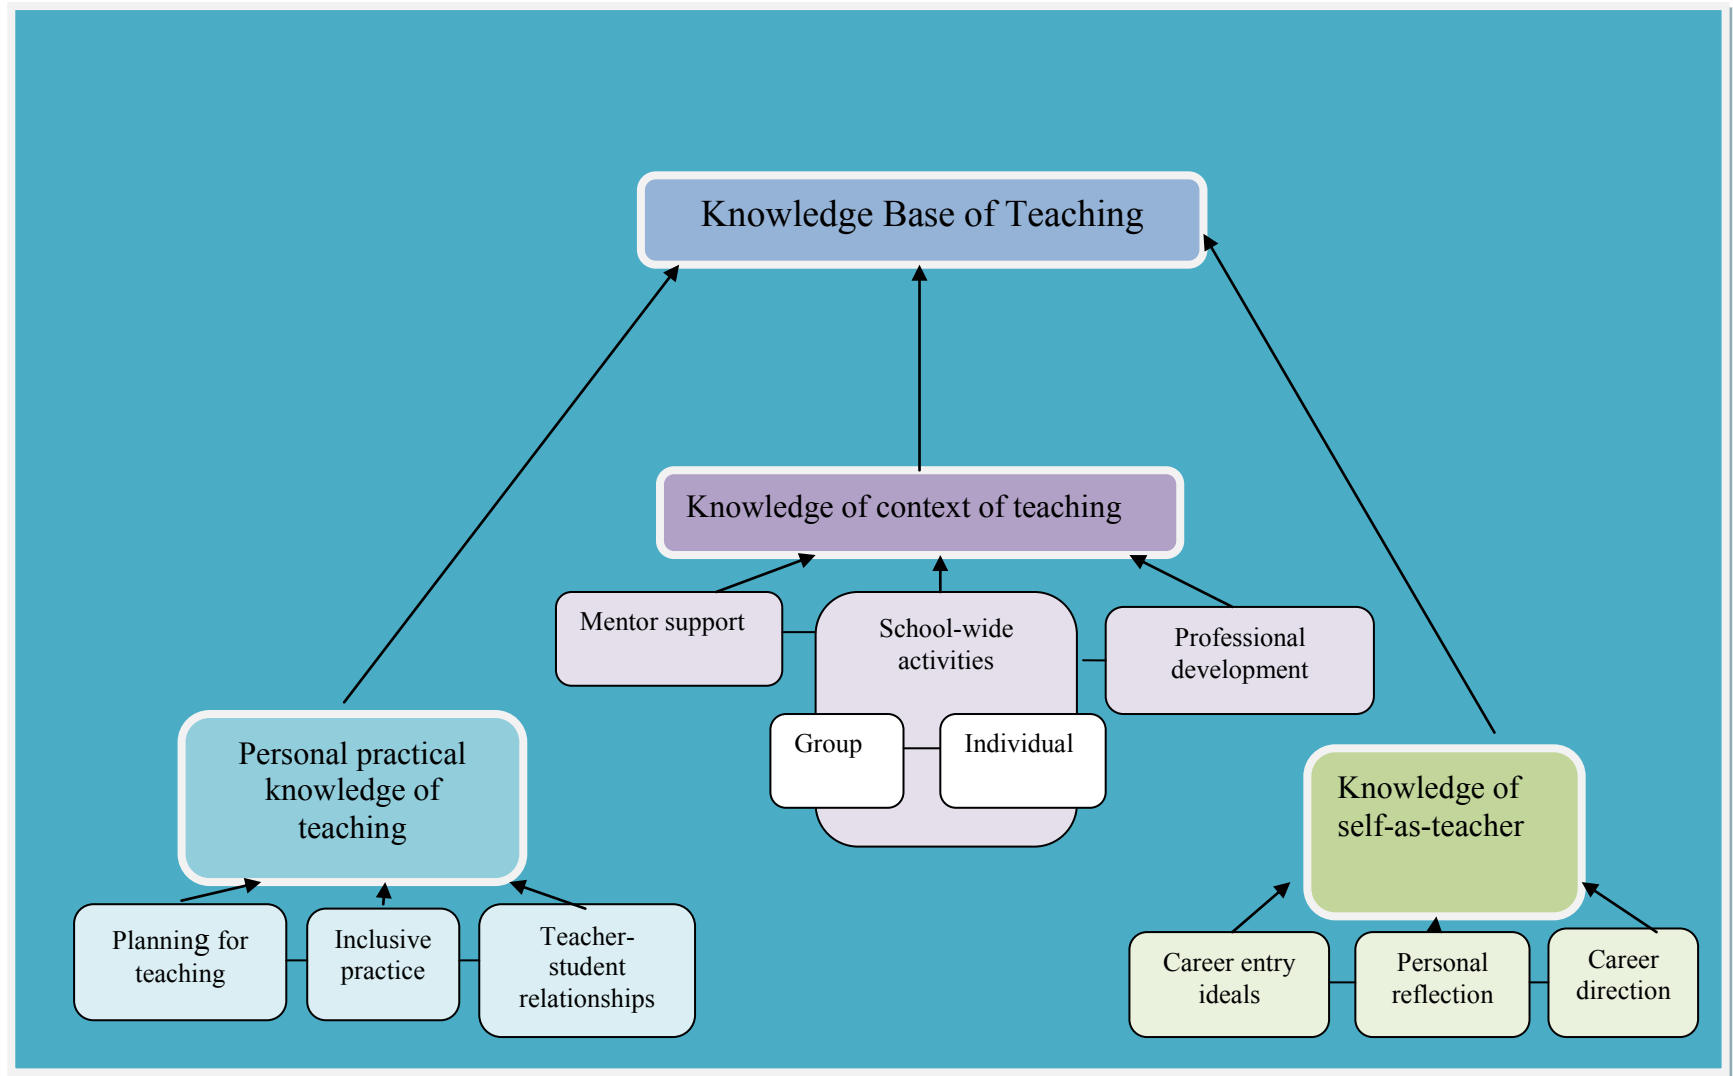 Knowledge Base of Teaching
Knowledge of context of teaching
Mentor support
School-wide
activities
Professional
development
Group
Individual
Personal practical
knowledge of
teaching
Knowledge of
self-as-teacher
Planning for
teaching
Inclusive
practice
Teacher-
student
relationships
Career entry
ideals
Personal
reflection
Career
direction